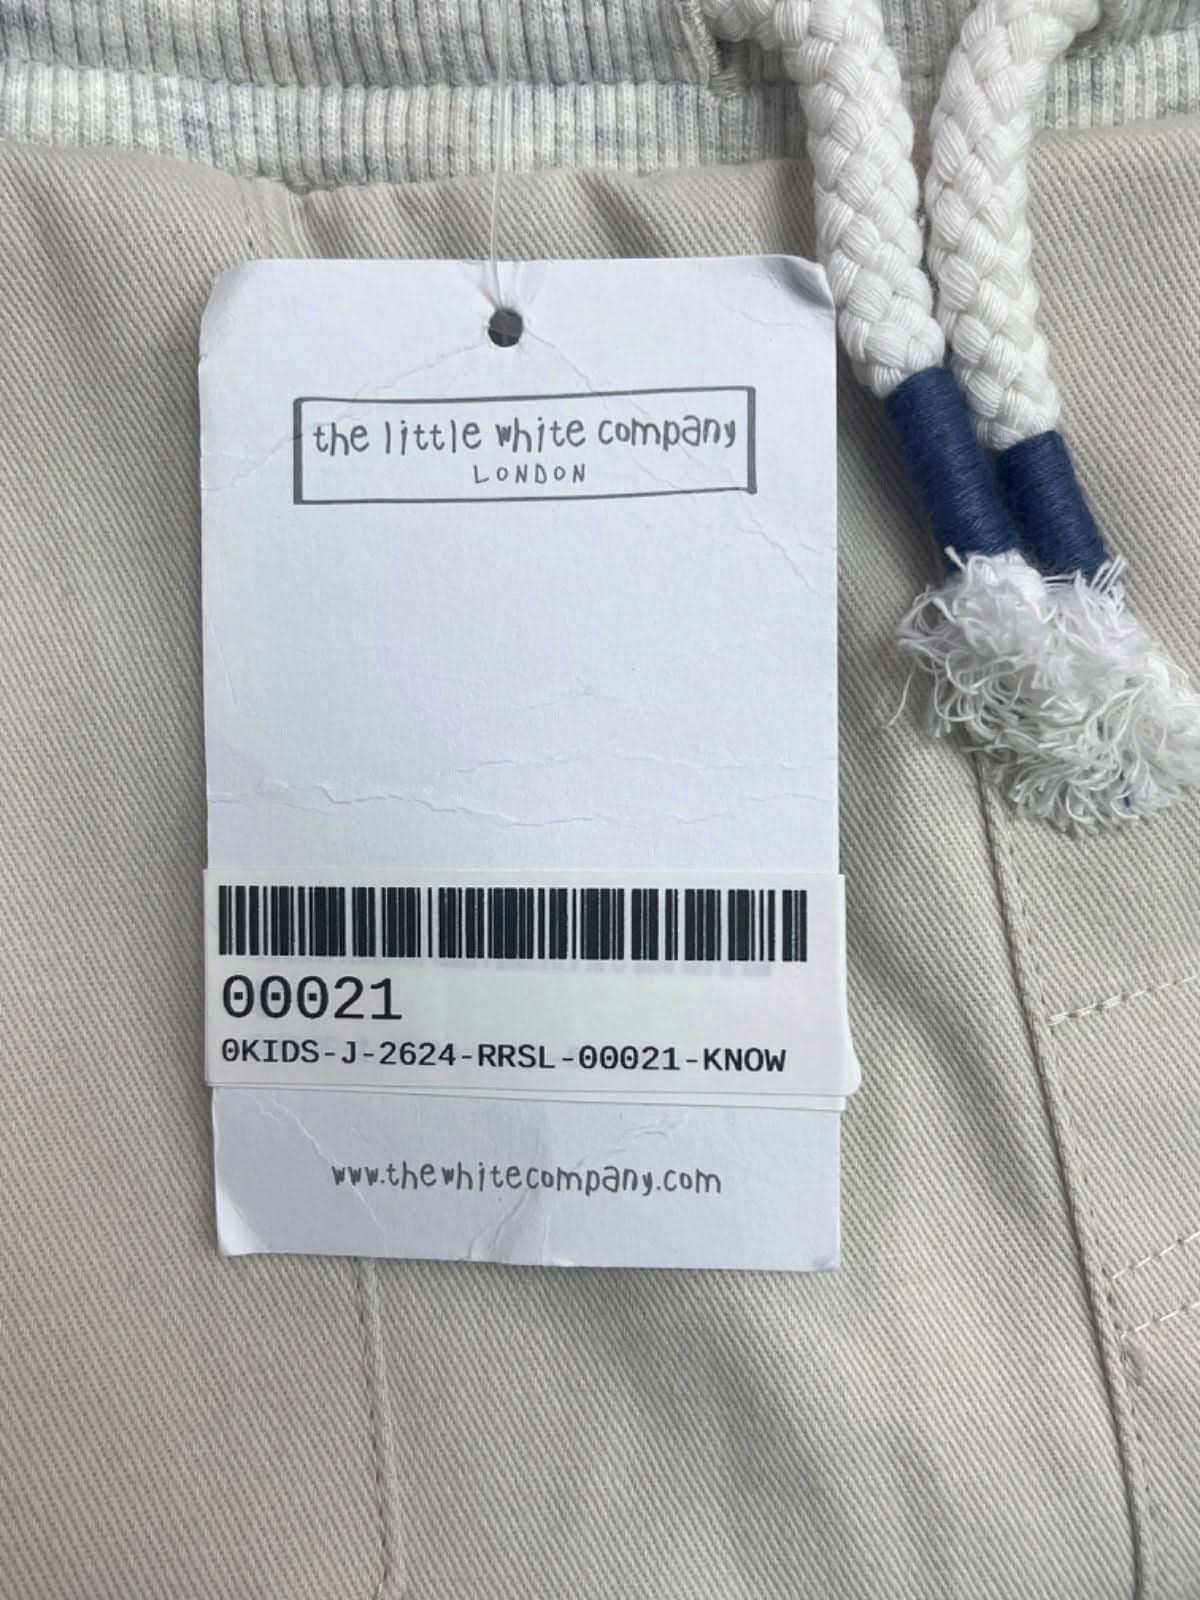 the little white company
LONDON
00021
0KIDS-J-2624-RRSL-00021-KNOW
www.thewhitecompany.com